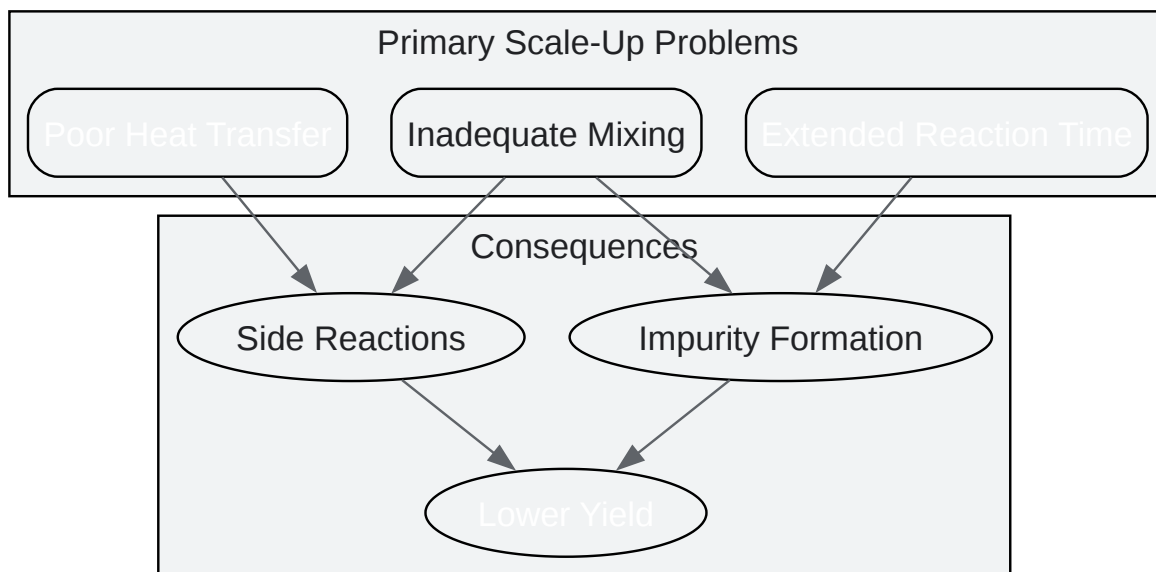 Primary Scale-Up Problems
Poor Heat Transfer
Inadequate Mixing
Extended Reaction Time
Consequences
Side Reactions
Impurity Formation
Lower Yield